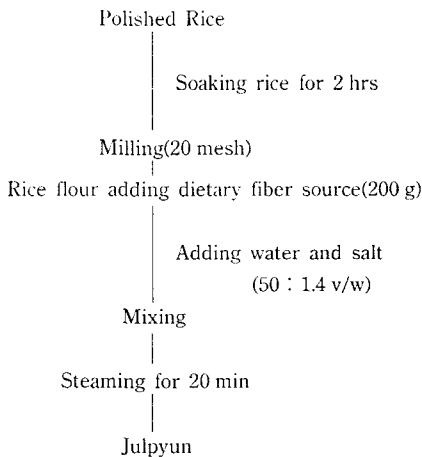 Polished Rice
Soaking rice for 2 hrs
Milling(20 mesh)
Rice flour adding dietary fiber source(200 g)
Adding water and salt
(50 : 1.4 v/w)
Mixing
Steaming for 20 min
Julpyun